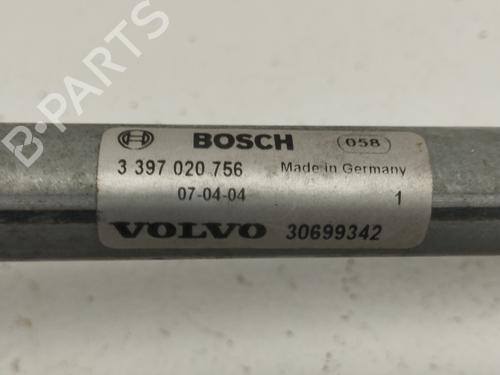 B-PARTS
BOSCH 058
3 397 020 756 Made in Germany
07-04-04 1
VOLVO 30699342